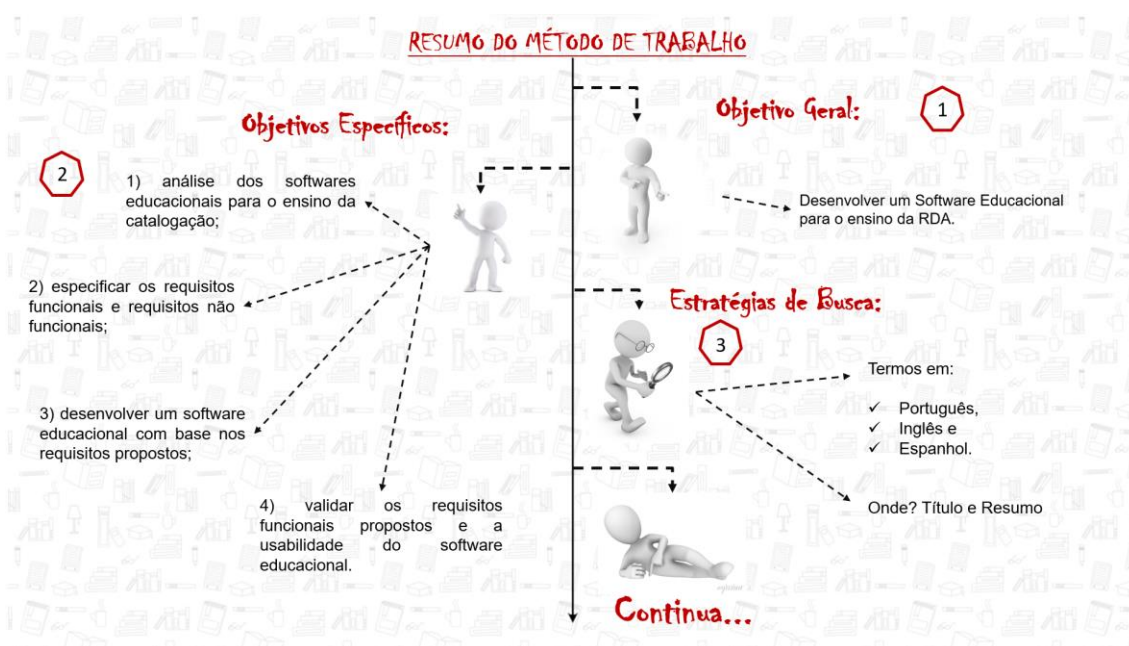 RESUMO DO MÉTODO DE TRABALHO
Objetivo Geral:
1
Desenvolver um Software Educacional
para o ensino da RDA.
Objetivos Específicos:
2
1) análise dos softwares
educacionais para o ensino da
catalogação;
2) especificar os requisitos
funcionais e requisitos não
funcionais;
3) desenvolver um software
educacional com base nos
requisitos propostos;
4) validar os requisitos
funcionais propostos e a
usabilidade do software
educacional.
Estratégias de Busca:
3
Termos em:
✓ Português,
✓ Inglês e
✓ Espanhol.
Onde? Título e Resumo
Continua...